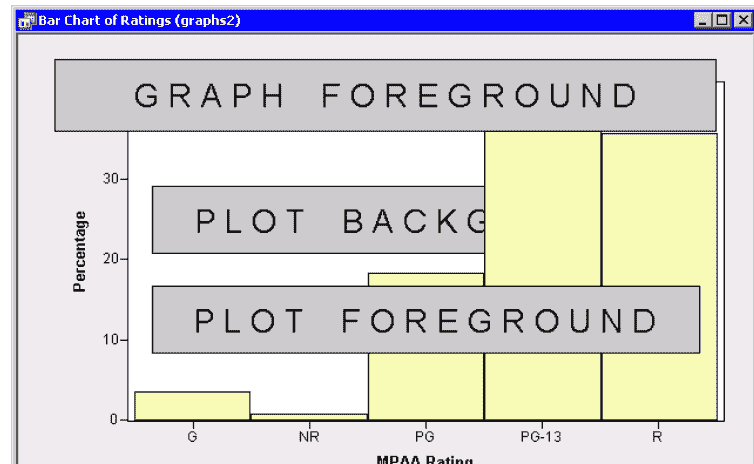 Bar Chart of Ratings (graphs2)
GRAPH FOREGROUND
30
PLOT BACKG
Percentage
20
PLOT FOREGROUND
10
0
G NR PG PG-13 R
MPAA Rating